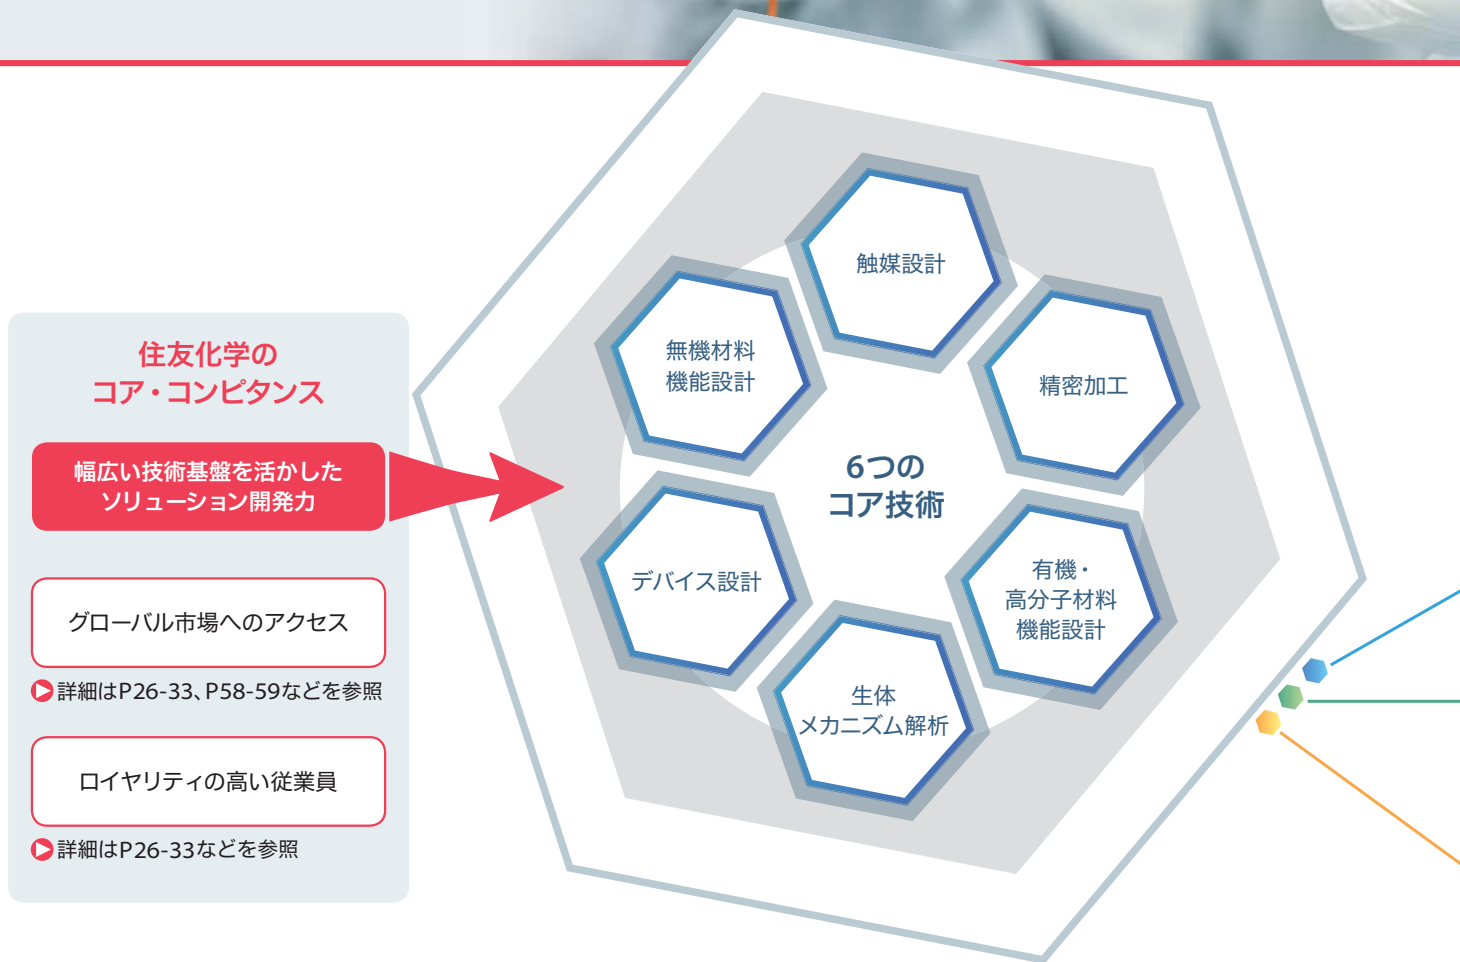 住友化学の
コア・コンピタンス
幅広い技術基盤を活かした
ソリューション開発力
グローバル市場へのアクセス
詳細はP26-33、P58-59などを参照
ロイヤリティの高い従業員
詳細はP26-33などを参照
6つの
コア技術
触媒設計
精密加工
有機・
高分子材料
機能設計
生体
メカニズム解析
デバイス設計
無機材料
機能設計